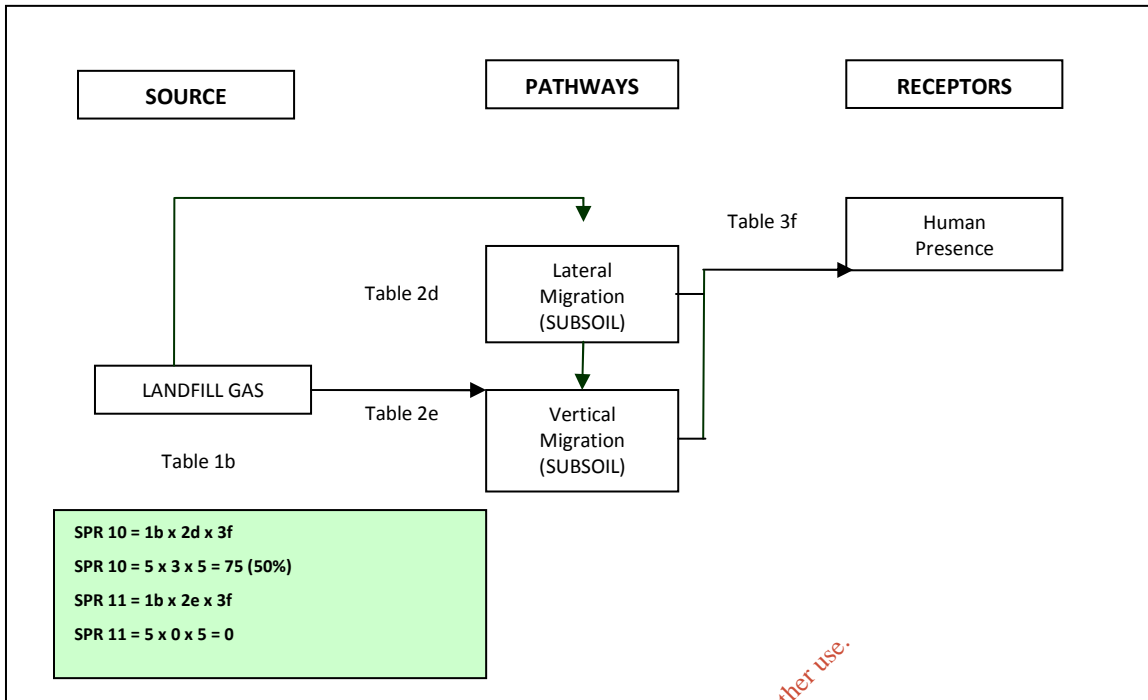 SOURCE
PATHWAYS
RECEPTORS
Table 3f
Human
Presence
Lateral
Migration
(SUBSOIL)
Table 2d
LANDFILL GAS
Table 2e
Vertical
Migration
(SUBSOIL)
Table 1b
SPR 10 = 1b x 2d x 3f
SPR 10 = 5 x 3 x 5 = 75 (50%)
SPR 11 = 1b x 2e x 3f
SPR 11 = 5 x 0 x 5 = 0
ther use.